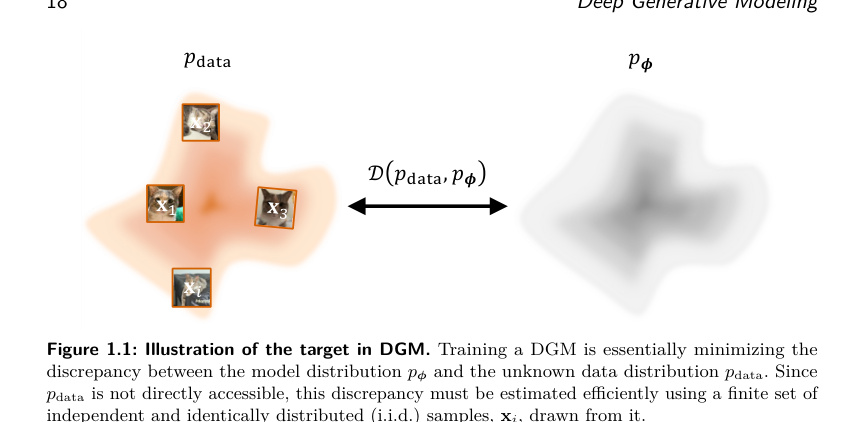 18 Deep Generative Modeling
p_data p_ϕ
x_2
𝒟(p_data, p_ϕ)
x_1 x_3
x_i
Figure 1.1: Illustration of the target in DGM. Training a DGM is essentially minimizing the
discrepancy between the model distribution p_ϕ and the unknown data distribution p_data. Since
p_data is not directly accessible, this discrepancy must be estimated efficiently using a finite set of
independent and identically distributed (i.i.d.) samples, x_i, drawn from it.